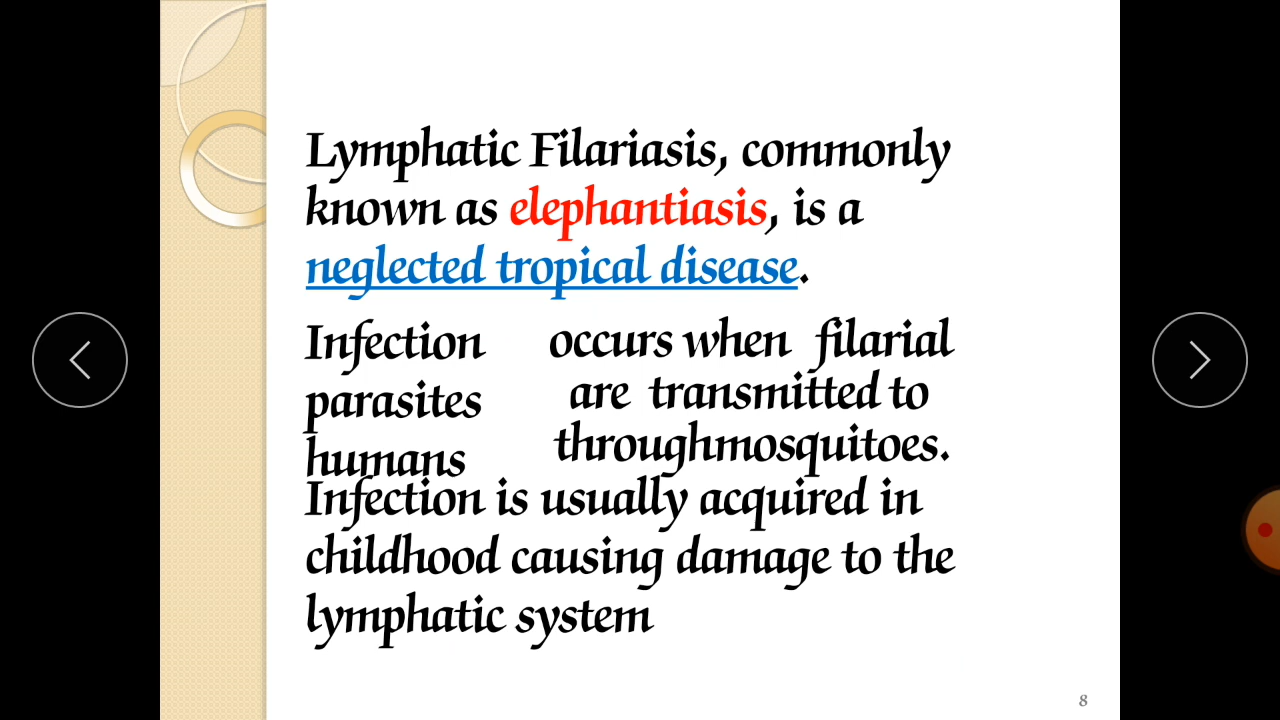 Lymphatic Filariasis, commonly
known as elephantiasis, is a
neglected tropical disease.
Infection occurs when filarial
parasites are transmitted to
humans throughmosquitoes.
Infection is usually acquired in
childhood causing damage to the
lymphatic system
8